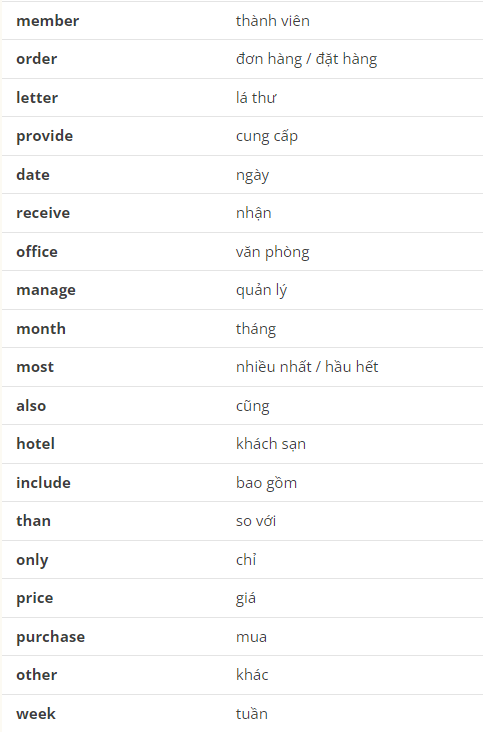 member thành viên
order đơn hàng / đặt hàng
letter lá thư
provide cung cấp
date ngày
receive nhận
office văn phòng
manage quản lý
month tháng
most nhiều nhất / hầu hết
also cũng
hotel khách sạn
include bao gồm
than so với
only chỉ
price giá
purchase mua
other khác
week tuần